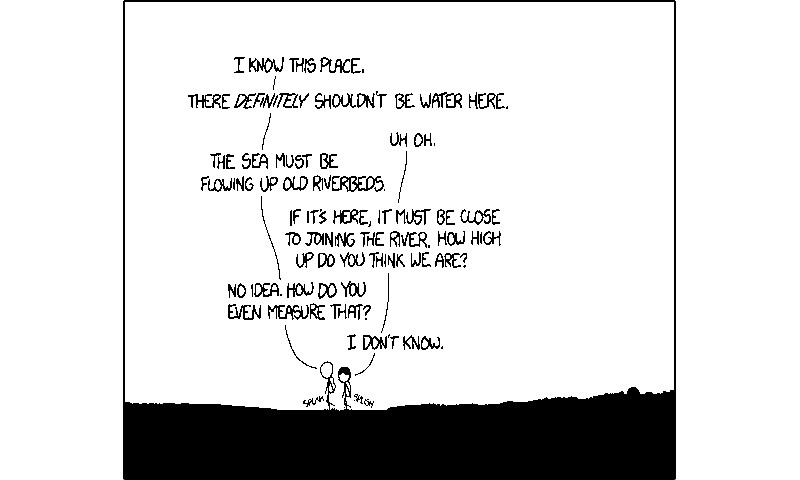 I KNOW THIS PLACE.
THERE DEFINITELY SHOULDN'T BE WATER HERE.
UH OH.
THE SEA MUST BE
FLOWING UP OLD RIVERBEDS.
IF IT'S HERE, IT MUST BE CLOSE
TO JOINING THE RIVER. HOW HIGH
UP DO YOU THINK WE ARE?
NO IDEA. HOW DO YOU
EVEN MEASURE THAT?
I DON'T KNOW.